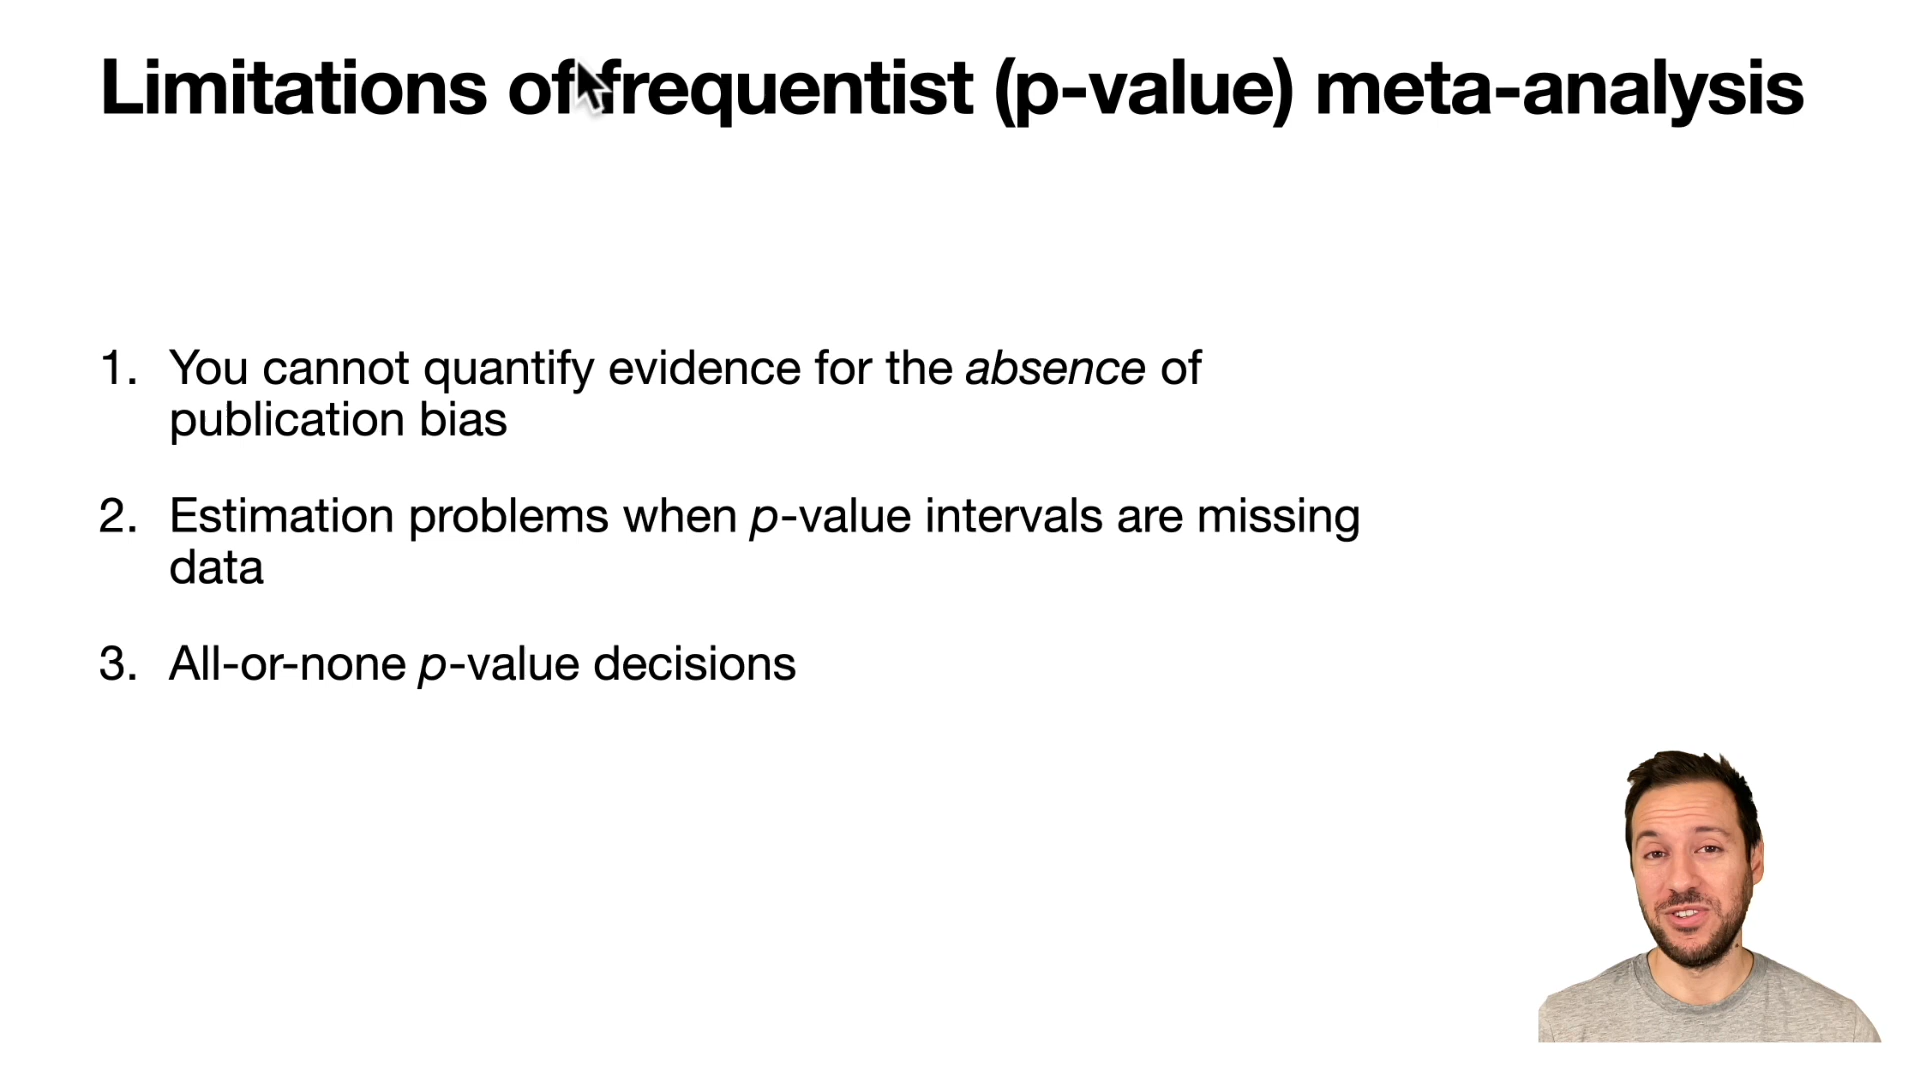 Limitations of frequentist (p-value) meta-analysis
1. You cannot quantify evidence for the absence of
publication bias
2. Estimation problems when p-value intervals are missing
data
3. All-or-none p-value decisions